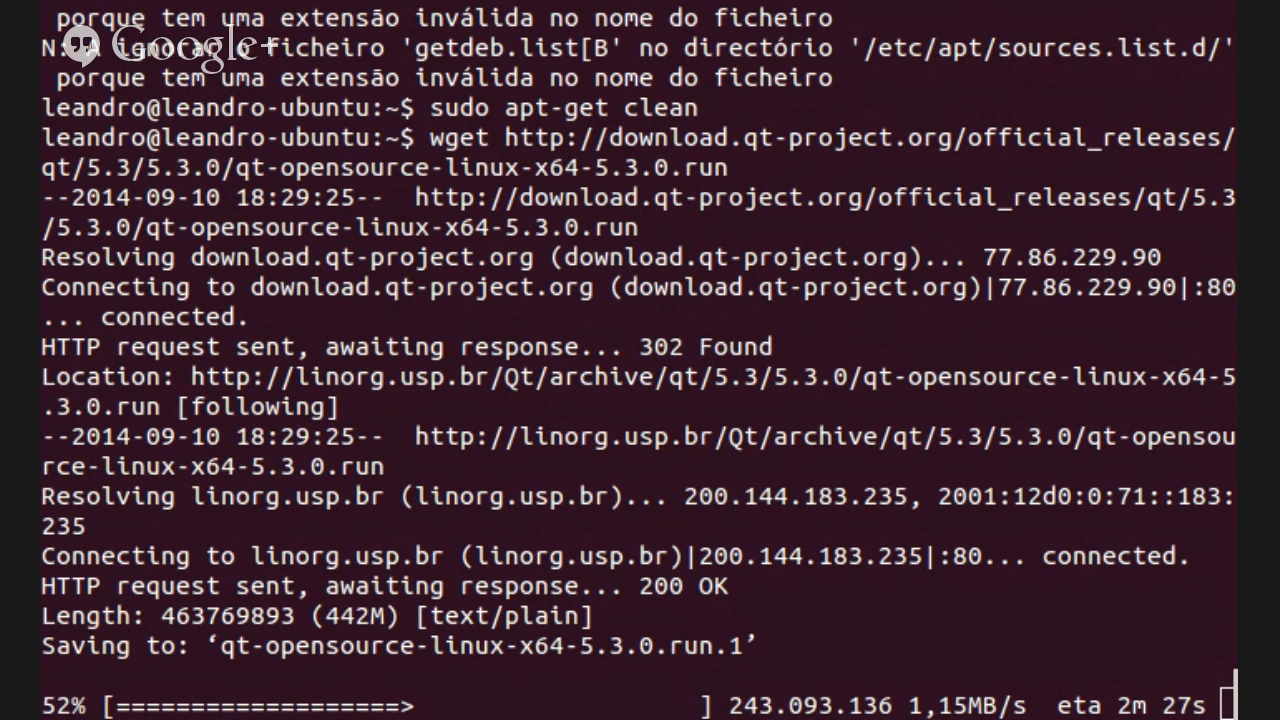 porque tem uma extensão inválida no nome do ficheiro
Google+
N: A ignorar o ficheiro 'getdeb.list[B' no directório '/etc/apt/sources.list.d/'
porque tem uma extensão inválida no nome do ficheiro
leandro@leandro-ubuntu:~$ sudo apt-get clean
leandro@leandro-ubuntu:~$ wget http://download.qt-project.org/official_releases/
qt/5.3/5.3.0/qt-opensource-linux-x64-5.3.0.run
--2014-09-10 18:29:25--  http://download.qt-project.org/official_releases/qt/5.3
/5.3.0/qt-opensource-linux-x64-5.3.0.run
Resolving download.qt-project.org (download.qt-project.org)... 77.86.229.90
Connecting to download.qt-project.org (download.qt-project.org)|77.86.229.90|:80
... connected.
HTTP request sent, awaiting response... 302 Found
Location: http://linorg.usp.br/Qt/archive/qt/5.3/5.3.0/qt-opensource-linux-x64-5
.3.0.run [following]
--2014-09-10 18:29:25--  http://linorg.usp.br/Qt/archive/qt/5.3/5.3.0/qt-opensou
rce-linux-x64-5.3.0.run
Resolving linorg.usp.br (linorg.usp.br)... 200.144.183.235, 2001:12d0:0:71::183:
235
Connecting to linorg.usp.br (linorg.usp.br)|200.144.183.235|:80... connected.
HTTP request sent, awaiting response... 200 OK
Length: 463769893 (442M) [text/plain]
Saving to: ‘qt-opensource-linux-x64-5.3.0.run.1’
52% [===================>                    ] 243.093.136 1,15MB/s  eta 2m 27s